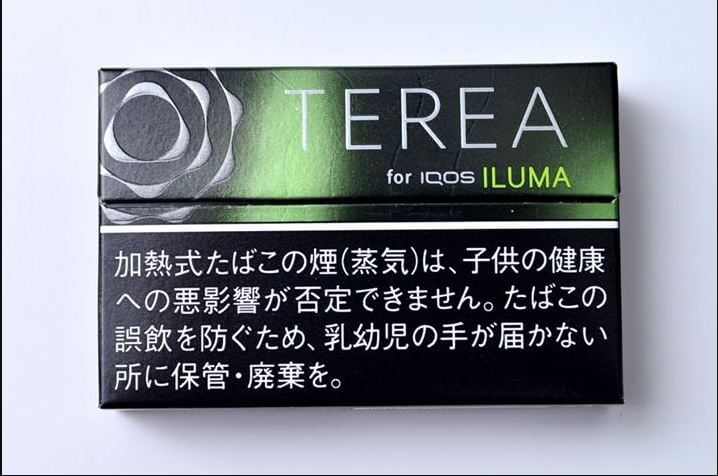 TEREA
for IQOS ILUMA
加熱式たばこの煙(蒸気)は、子供の健康
への悪影響が否定できません。たばこの
誤飲を防ぐため、乳幼児の手が届かない
所に保管・廃棄を。